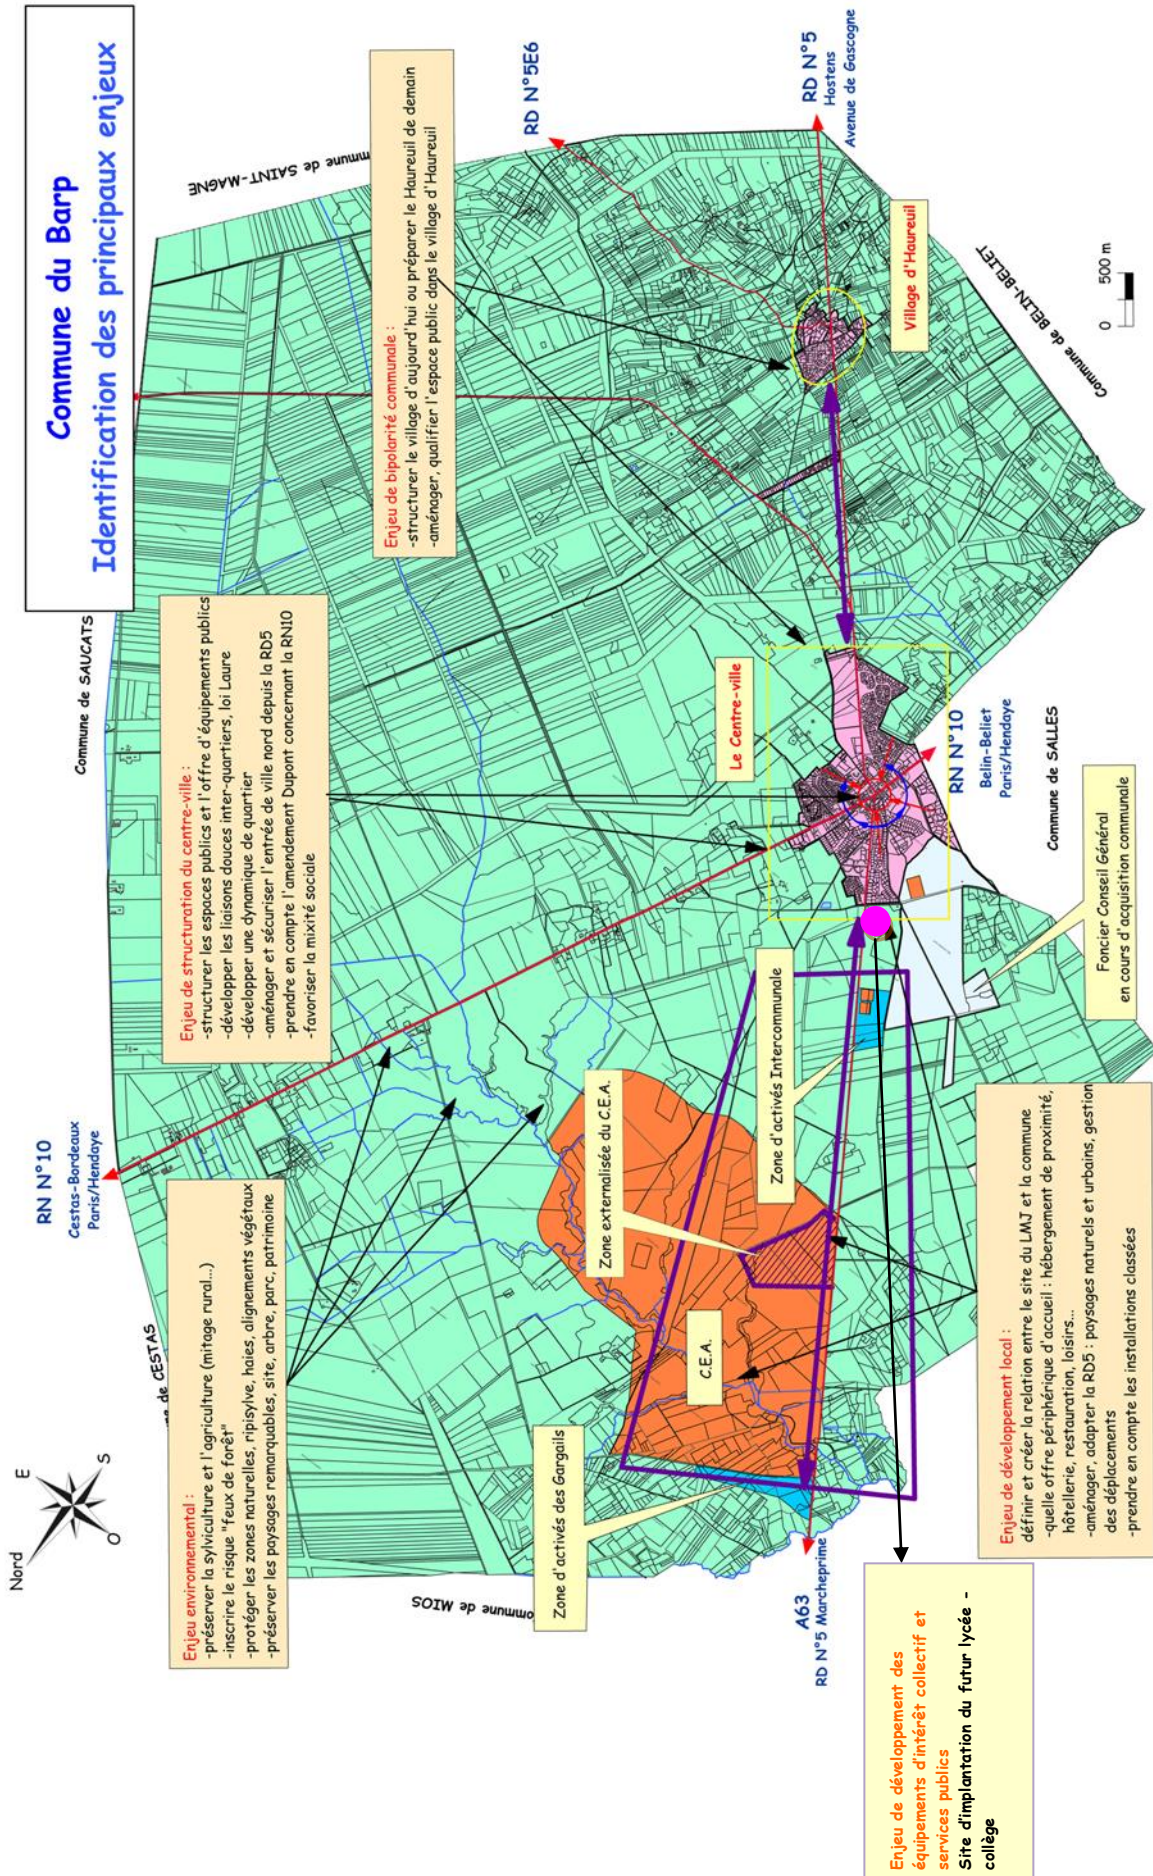 Commune du Barp
Identification des principaux enjeux
Nord
E
S
O
RN N°10
Cestas-Bordeaux
Paris/Hendaye
Commune de SAUCATS
de CESTAS
commune de SAINT-MAGNE
RD N°5E6
RD N°5
Hostens
Avenue de Gascogne
Enjeu environnemental :
-préserver la sylviculture et l'agriculture (mitage rural...)
-inscrire le risque "feux de forêt"
-protéger les zones naturelles, ripisylve, haies, alignements végétaux
-préserver les paysages remarquables, site, arbre, parc, patrimoine
Enjeu de structuration du centre-ville :
-structurer les espaces publics et l'offre d'équipements publics
-développer les liaisons douces inter-quartiers, loi Laure
-développer une dynamique de quartier
-aménager et sécuriser l'entrée de ville nord depuis la RD5
-prendre en compte l'amendement Dupont concernant la RN10
-favoriser la mixité sociale
Enjeu de bipolarité communale :
-structurer le village d'aujourd'hui ou préparer le Haureuil de demain
-aménager, qualifier l'espace public dans le village d'Haureuil
Commune de MIOS
Zone d'activés des Gargails
Zone externalisée du C.E.A.
C.E.A.
Zone d'activés Intercommunale
Le Centre-ville
Village d'Haureuil
A63
RD N°5 Marcheprime
RN N°10
Belin-Beliet
Paris/Hendaye
Commune de SALLES
Commune de BELIN-BELIET
0 500 m
Foncier Conseil Général
en cours d'acquisition communale
Enjeu de développement local :
définir et créer la relation entre le site du LMJ et la commune
-quelle offre périphérique d'accueil : hébergement de proximité,
hôtellerie, restauration, loisirs...
-aménager, adapter la RD5 : paysages naturels et urbains, gestion
des déplacements
-prendre en compte les installations classées
Enjeu de développement des
équipements d'intérêt collectif et
services publics
Site d'implantation du futur lycée -
collège